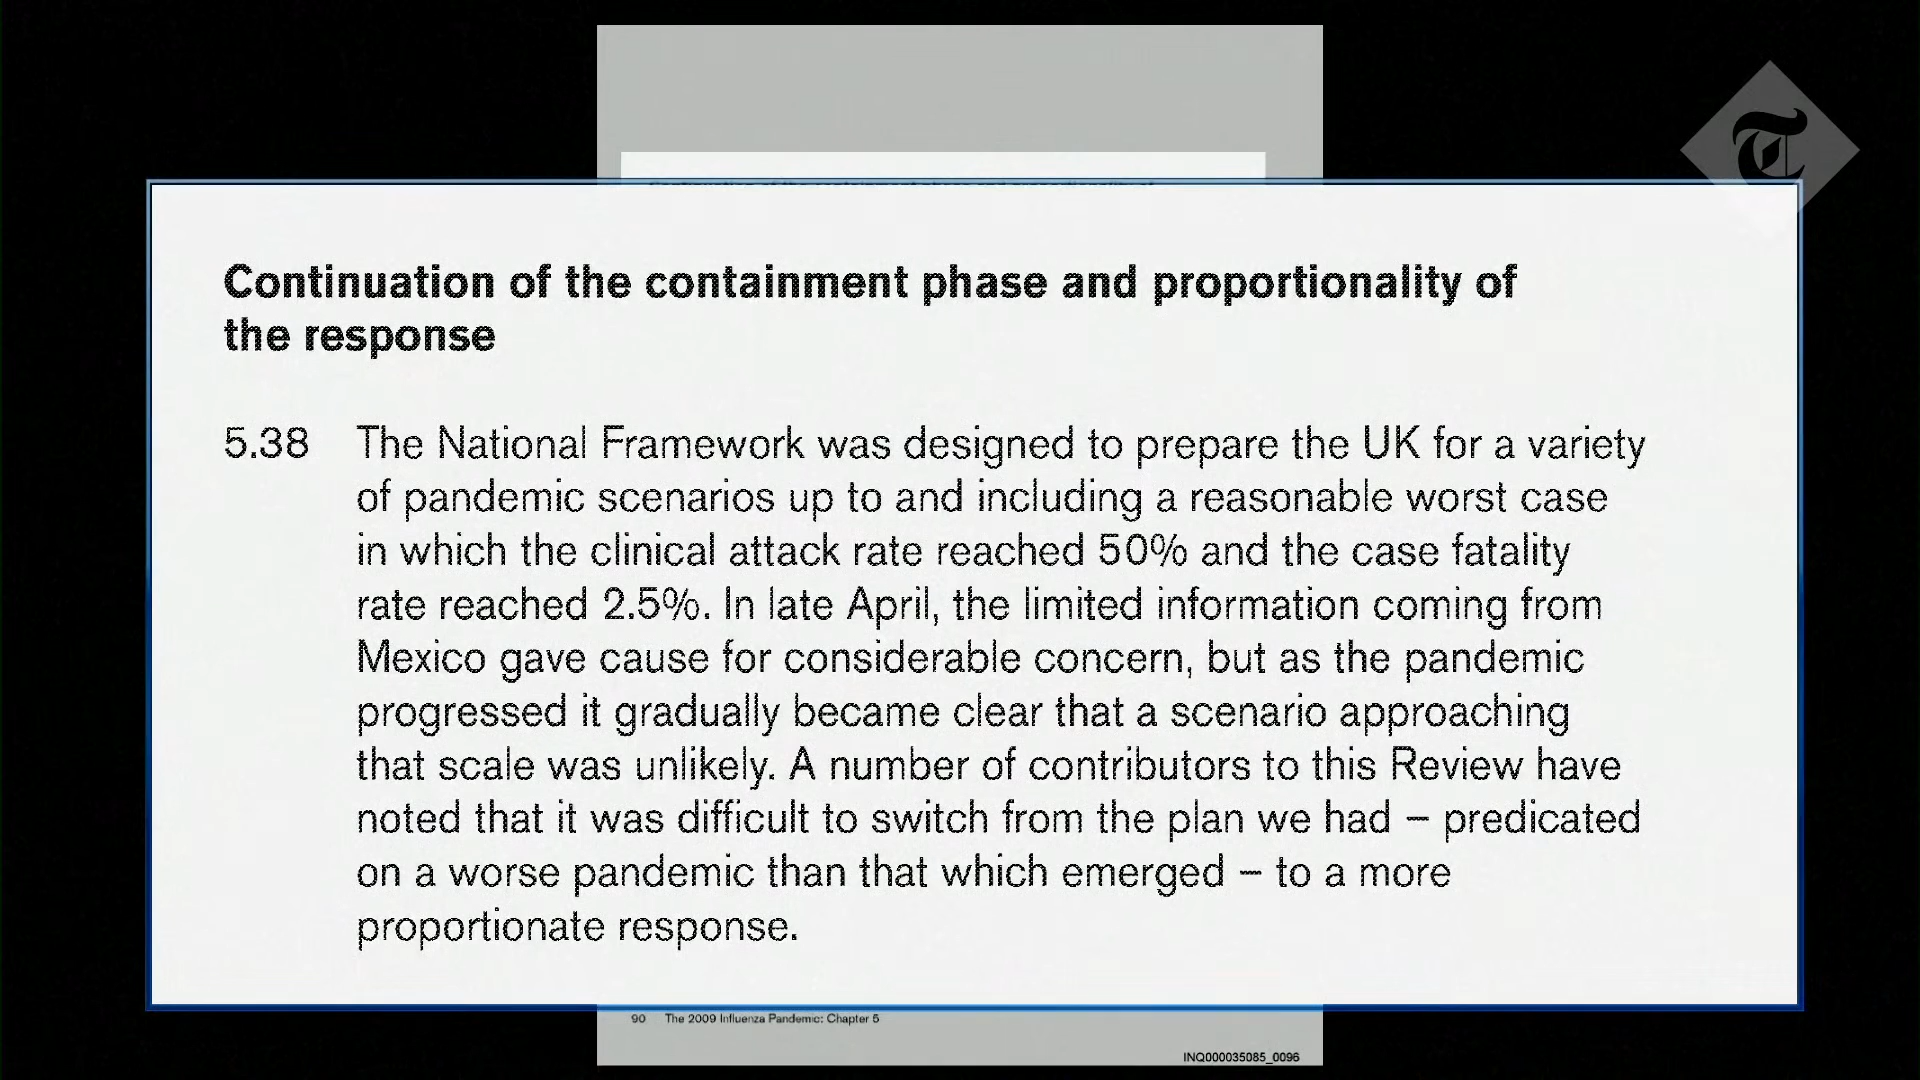 Continuation of the containment phase and proportionality of
the response
5.38 The National Framework was designed to prepare the UK for a variety
of pandemic scenarios up to and including a reasonable worst case
in which the clinical attack rate reached 50% and the case fatality
rate reached 2.5%. In late April, the limited information coming from
Mexico gave cause for considerable concern, but as the pandemic
progressed it gradually became clear that a scenario approaching
that scale was unlikely. A number of contributors to this Review have
noted that it was difficult to switch from the plan we had – predicated
on a worse pandemic than that which emerged – to a more
proportionate response.
90 The 2009 Influenza Pandemic: Chapter 5
INQ000035085_0096